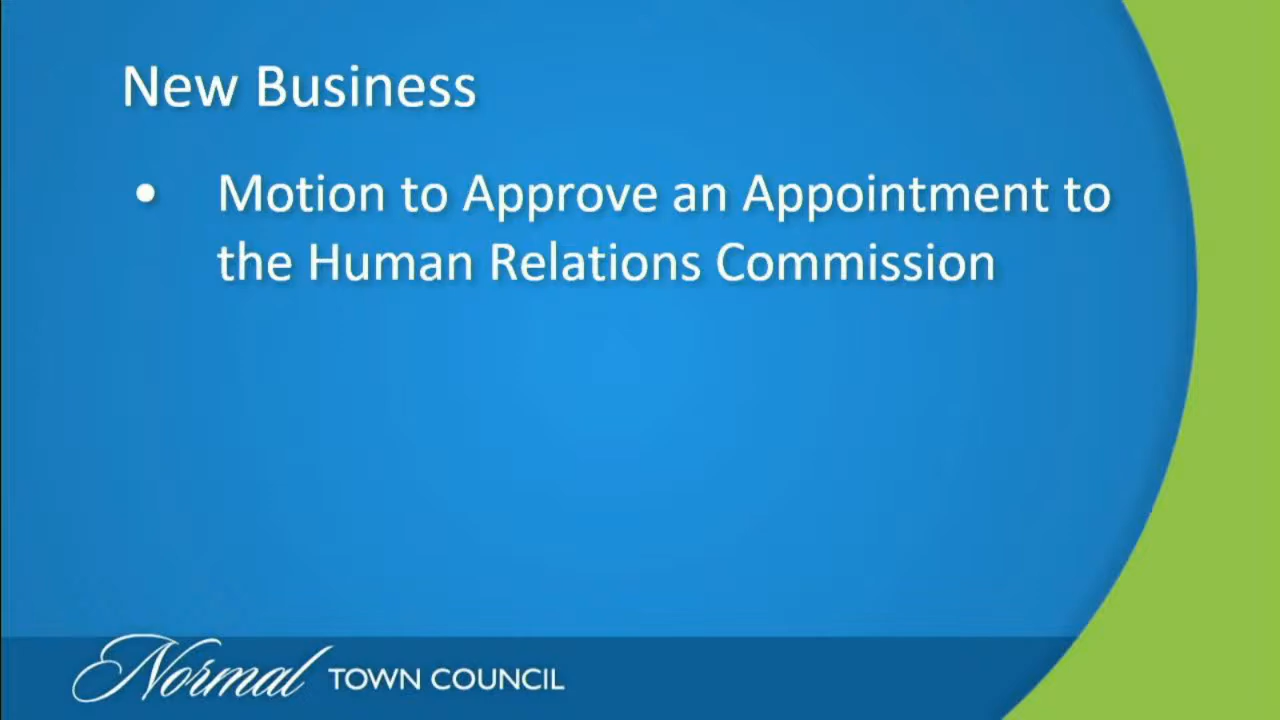 New Business
• Motion to Approve an Appointment to
the Human Relations Commission
Normal TOWN COUNCIL